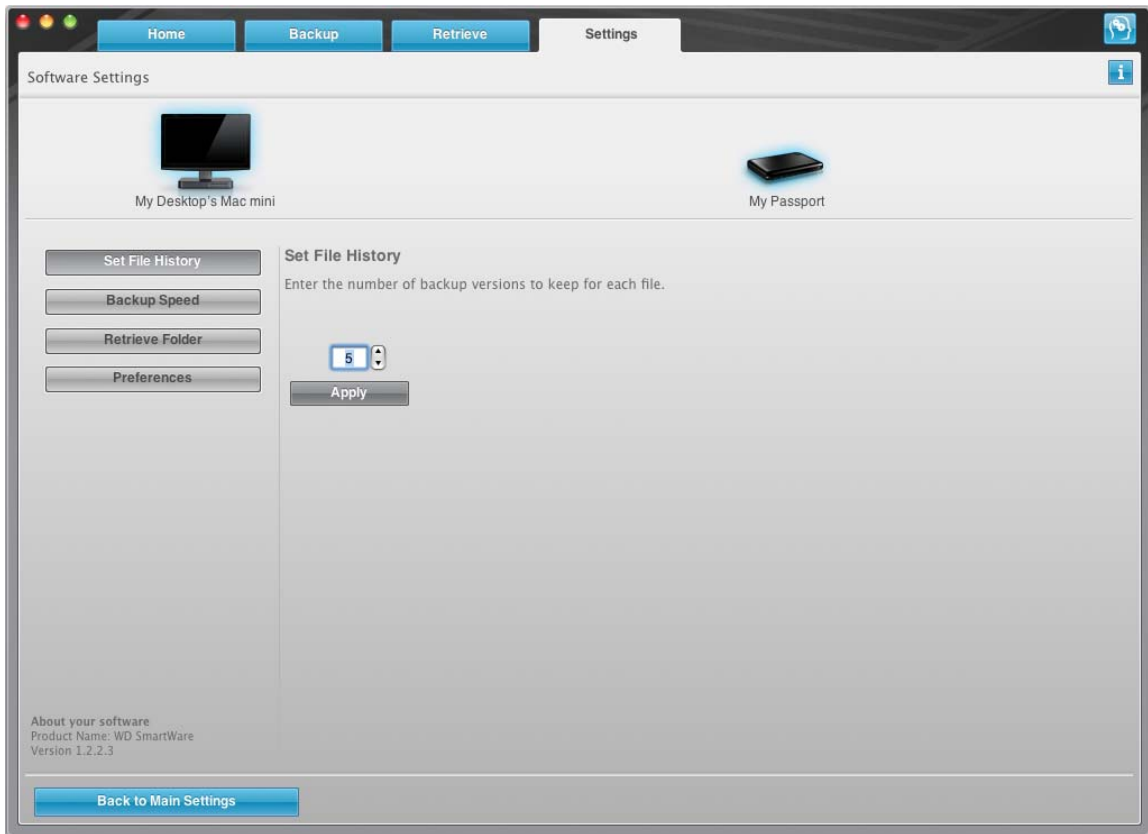 Home
Backup
Retrieve
Settings
Software Settings
i
My Desktop's Mac mini
My Passport
Set File History
Backup Speed
Retrieve Folder
Preferences
Set File History
Enter the number of backup versions to keep for each file.
5
Apply
About your software
Product Name: WD SmartWare
Version 1.2.2.3
Back to Main Settings